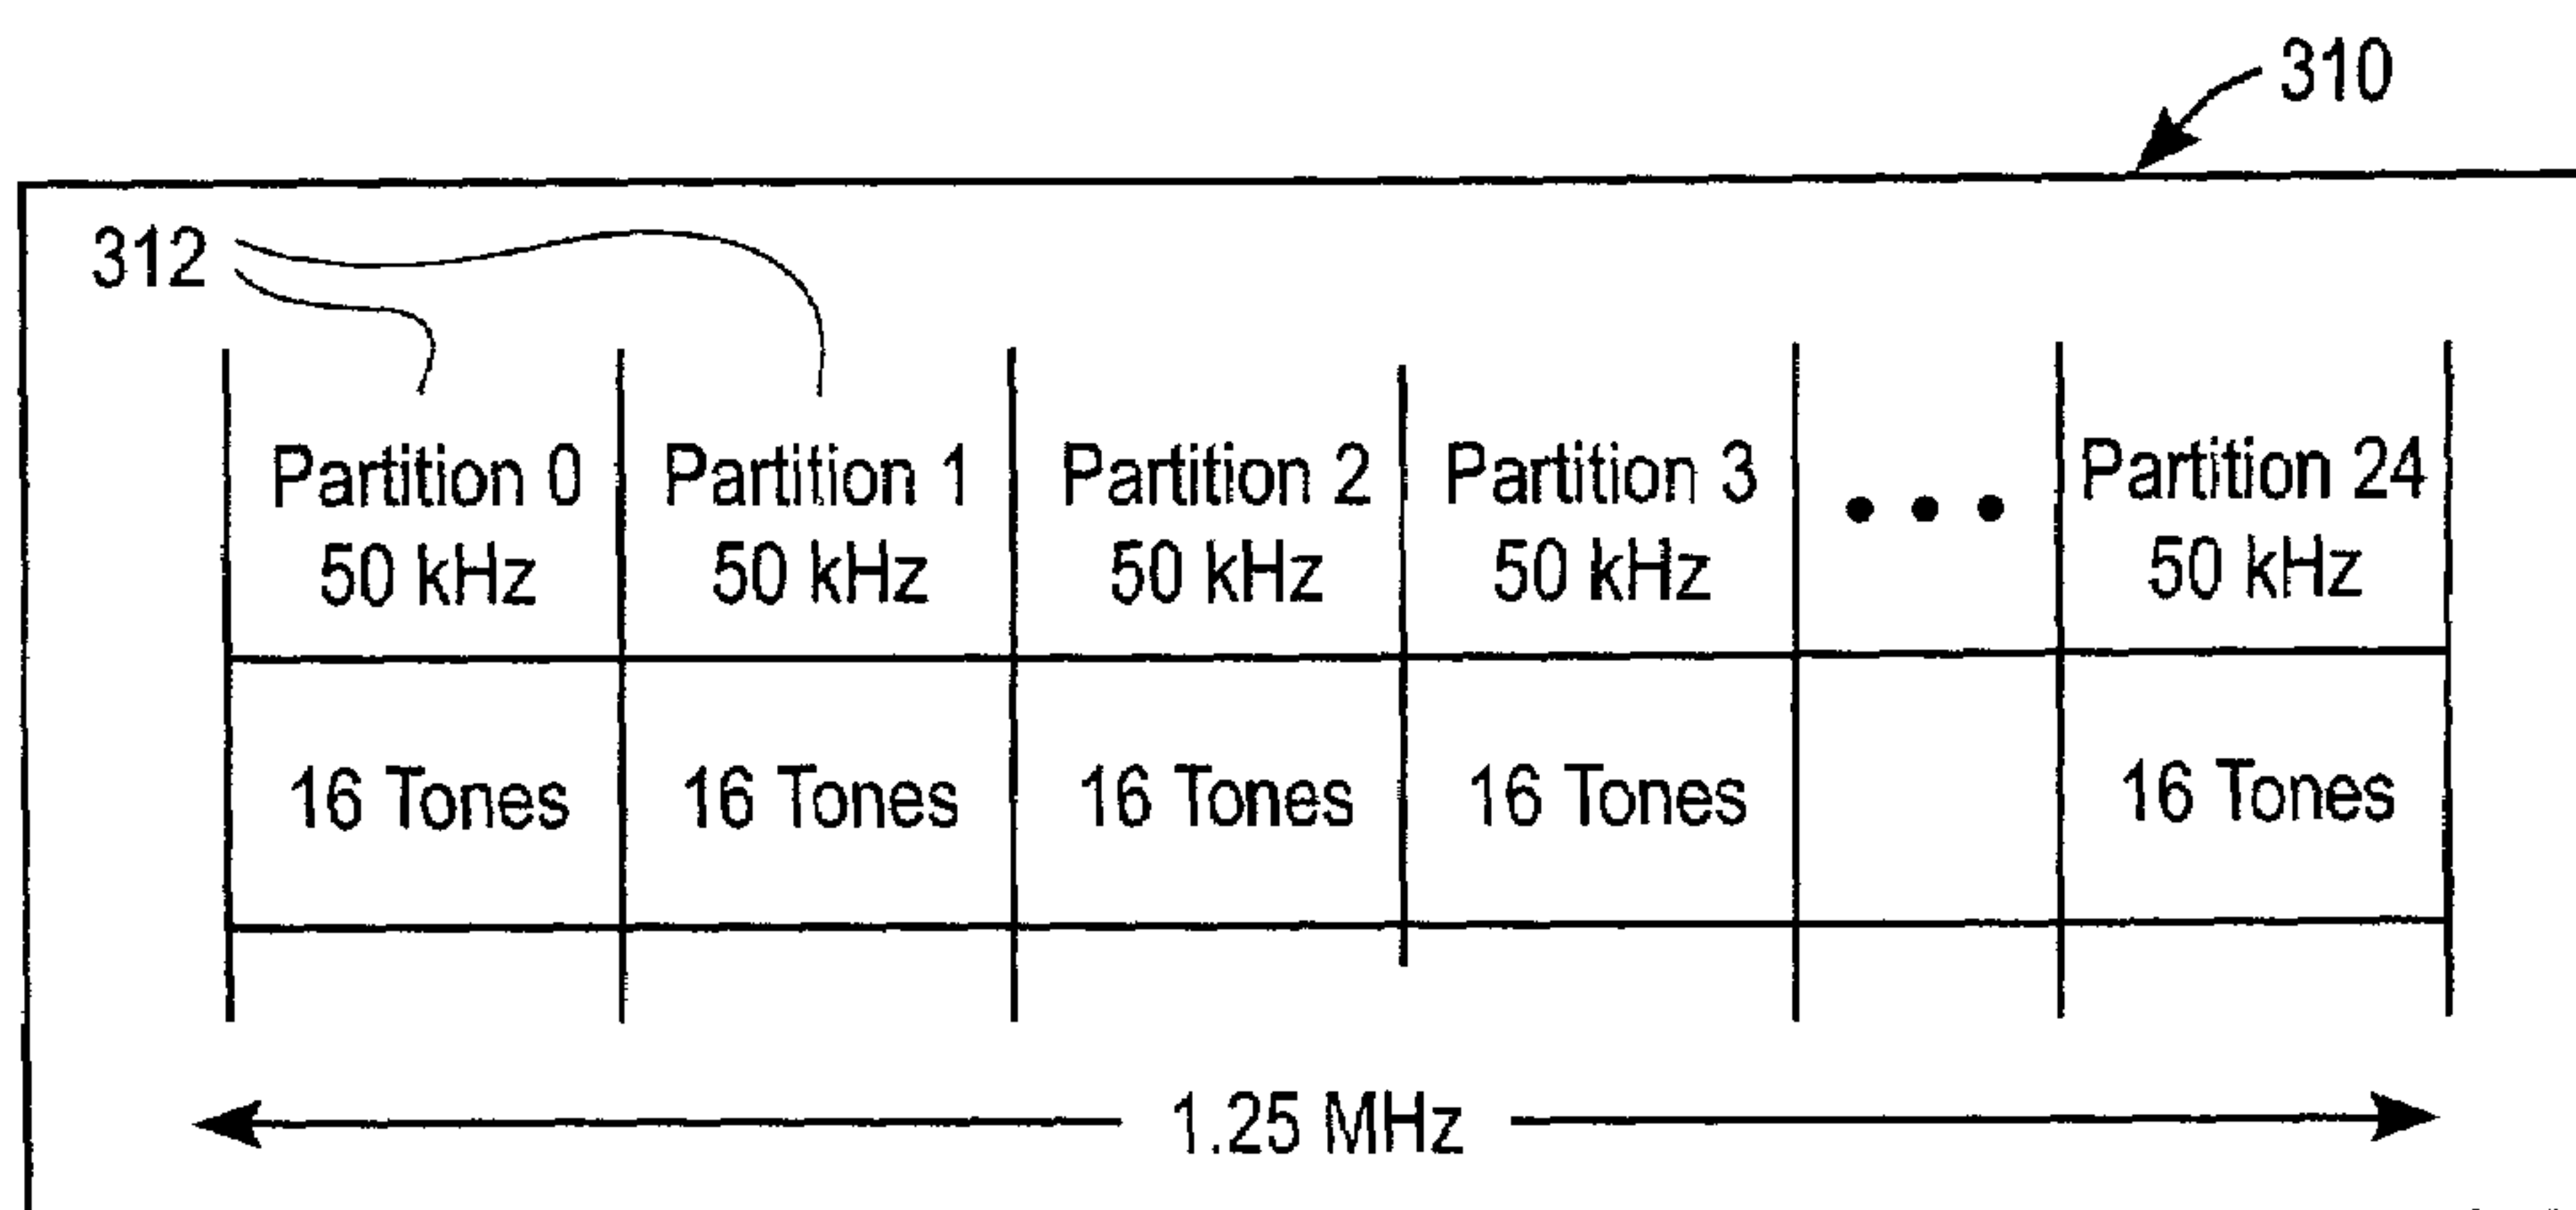 310
312
Partition 0 Partition 1 Partition 2 Partition 3 • • • Partition 24
50 kHz 50 kHz 50 kHz 50 kHz 50 kHz
16 Tones 16 Tones 16 Tones 16 Tones 16 Tones
1.25 MHz